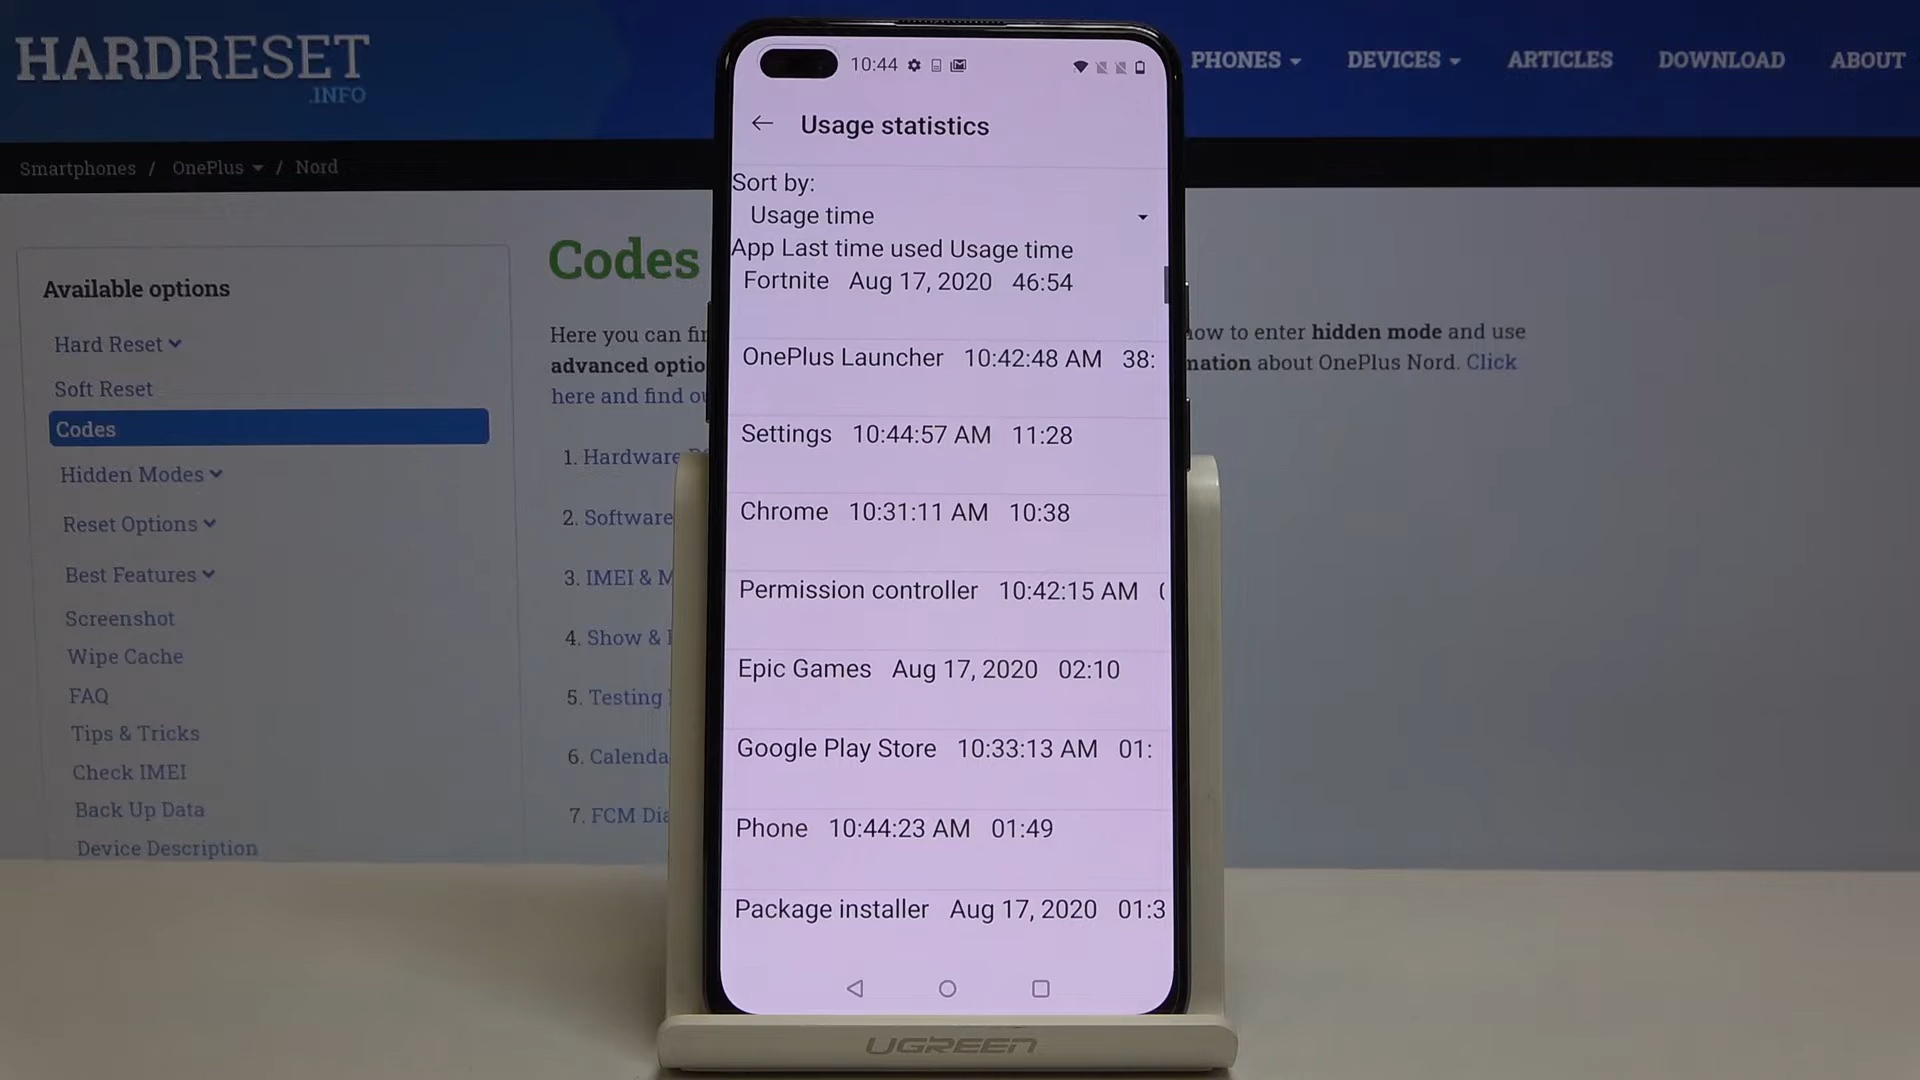 HARDRESET
.INFO
PHONES
DEVICES
ARTICLES
DOWNLOAD
ABOUT
Smartphones / OnePlus / Nord
Available options
Hard Reset
Soft Reset
Codes
Hidden Modes
Reset Options
Best Features
Screenshot
Wipe Cache
FAQ
Tips & Tricks
Check IMEI
Back Up Data
Device Description
Codes
Here you can
how to enter hidden mode and use
advanced
about OnePlus Nord. Click
here and find
1. Hardware
2. Software
3. IMEI &
4. Show &
5. Testing
6.
7. FCM
10:44
Usage statistics
Sort by:
Usage time
App Last time used Usage time
Fortnite Aug 17, 2020 46:54
OnePlus Launcher 10:42:48 AM 38:
Settings 10:44:57 AM 11:28
Chrome 10:31:11 AM 10:38
Permission controller 10:42:15 AM
Epic Games Aug 17, 2020 02:10
Google Play Store 10:33:13 AM 01:
Phone 10:44:23 AM 01:49
Package installer Aug 17, 2020 01:3
UGREEN